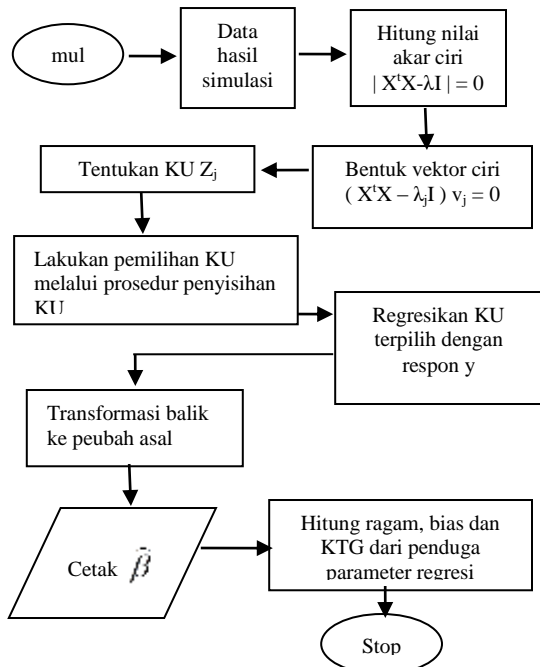 mul
Data
hasil
simulasi
Hitung nilai
akar ciri
| XᵗX-λI | = 0
Bentuk vektor ciri
( XᵗX – λⱼI ) vⱼ = 0
Tentukan KU Zⱼ
Lakukan pemilihan KU
melalui prosedur penyisihan
KU
Regresikan KU
terpilih dengan
respon y
Transformasi balik
ke peubah asal
Cetak β̂
Hitung ragam, bias dan
KTG dari penduga
parameter regresi
Stop